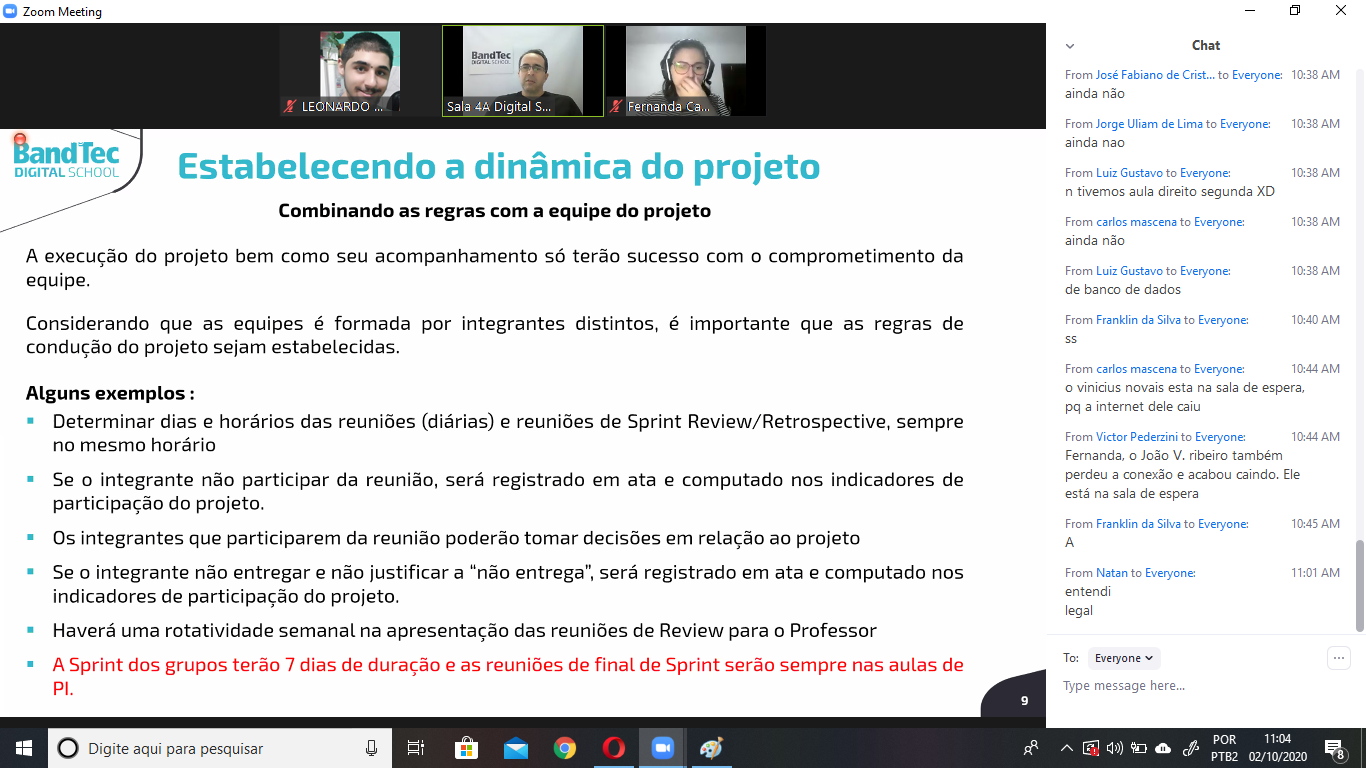 Zoom Meeting
LEONARDO ...
BandTec
DIGITAL SCHOOL
Sala 4A Digital S...
Fernanda Ca...
BandTec
DIGITAL SCHOOL
Estabelecendo a dinâmica do projeto
Combinando as regras com a equipe do projeto
A execução do projeto bem como seu acompanhamento só terão sucesso com o comprometimento da
equipe.
Considerando que as equipes é formada por integrantes distintos, é importante que as regras de
condução do projeto sejam estabelecidas.
Alguns exemplos :
Determinar dias e horários das reuniões (diárias) e reuniões de Sprint Review/Retrospective, sempre
no mesmo horário
Se o integrante não participar da reunião, será registrado em ata e computado nos indicadores de
participação do projeto.
Os integrantes que participarem da reunião poderão tomar decisões em relação ao projeto
Se o integrante não entregar e não justificar a “não entrega”, será registrado em ata e computado nos
indicadores de participação do projeto.
Haverá uma rotatividade semanal na apresentação das reuniões de Review para o Professor
A Sprint dos grupos terão 7 dias de duração e as reuniões de final de Sprint serão sempre nas aulas de
PI.
9
Chat
From José Fabiano de Crist... to Everyone: 10:38 AM
ainda não
From Jorge Uliam de Lima to Everyone: 10:38 AM
ainda nao
From Luiz Gustavo to Everyone: 10:38 AM
n tivemos aula direito segunda XD
From carlos mascena to Everyone: 10:38 AM
ainda não
From Luiz Gustavo to Everyone: 10:38 AM
de banco de dados
From Franklin da Silva to Everyone: 10:40 AM
ss
From carlos mascena to Everyone: 10:44 AM
o vinicius novais esta na sala de espera,
pq a internet dele caiu
From Victor Pederzini to Everyone: 10:44 AM
Fernanda, o João V. ribeiro também
perdeu a conexão e acabou caindo. Ele
está na sala de espera
From Franklin da Silva to Everyone: 10:45 AM
A
From Natan to Everyone: 11:01 AM
entendi
legal
To: Everyone
Type message here...
Digite aqui para pesquisar
POR
PTB2
11:04
02/10/2020
8